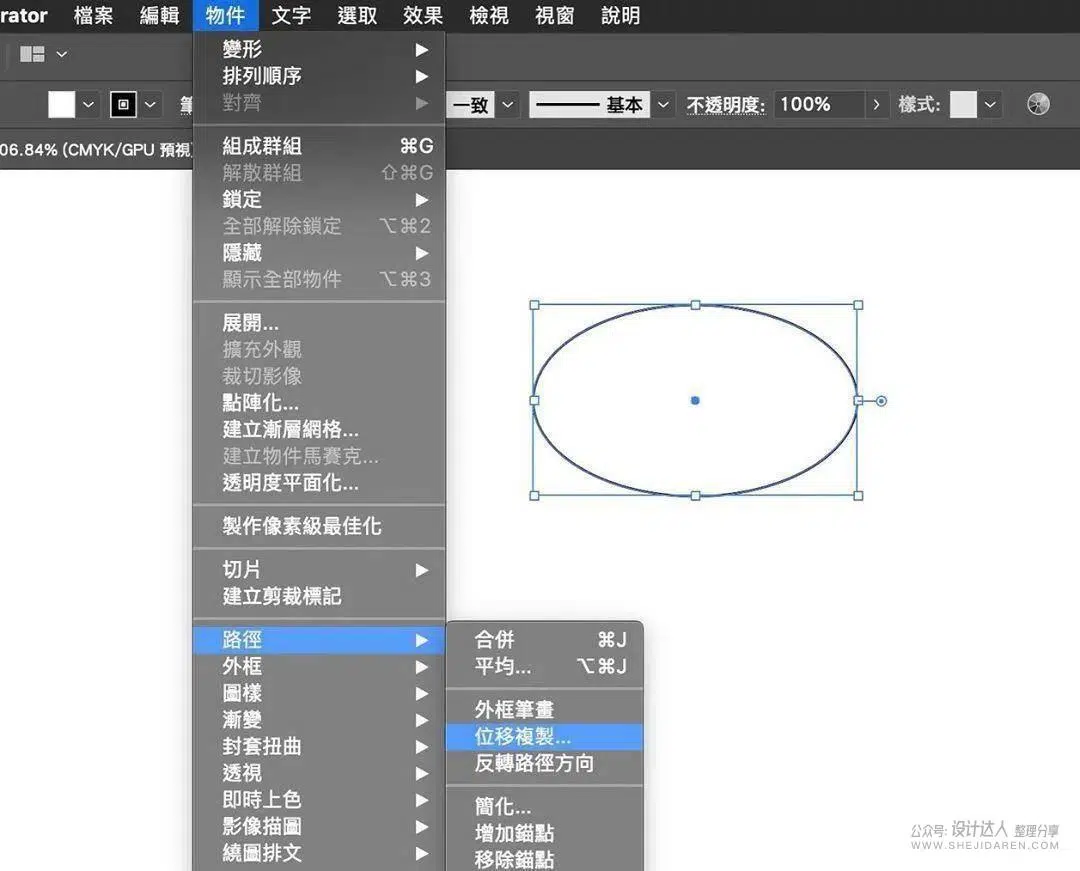 rator 檔案 編輯 物件 文字 選取 效果 檢視 視窗 說明
筆 一致 基本 不透明度: 100% 樣式:
06.84% (CMYK/GPU 預視)
變形
排列順序
對齊
組成群組 ⌘G
解散群組 ⇧⌘G
鎖定
全部解除鎖定 ⌥⌘2
隱藏
顯示全部物件 ⌥⌘3
展開...
擴充外觀
裁切影像
點陣化...
建立漸層網格...
建立物件馬賽克...
透明度平面化...
製作像素級最佳化
切片
建立剪裁標記
路徑
外框
圖樣
漸變
封套扭曲
透視
即時上色
影像描圖
繞圖排文
合併 ⌘J
平均... ⌥⌘J
外框筆畫
位移複製...
反轉路徑方向
簡化...
增加錨點
移除錨點
公众号: 设计达人 整理分享
WWW.SHEJIDAREN.COM